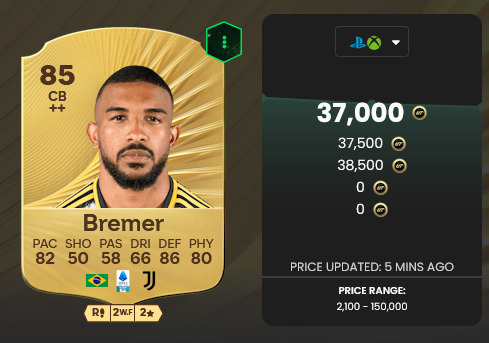 85
CB
++
Bremer
PAC SHO PAS DRI DEF PHY
82 50 58 66 86 80
R
2W.F
2★
37,000
37,500
38,500
0
0
PRICE UPDATED: 5 MINS AGO
PRICE RANGE:
2,100 - 150,000